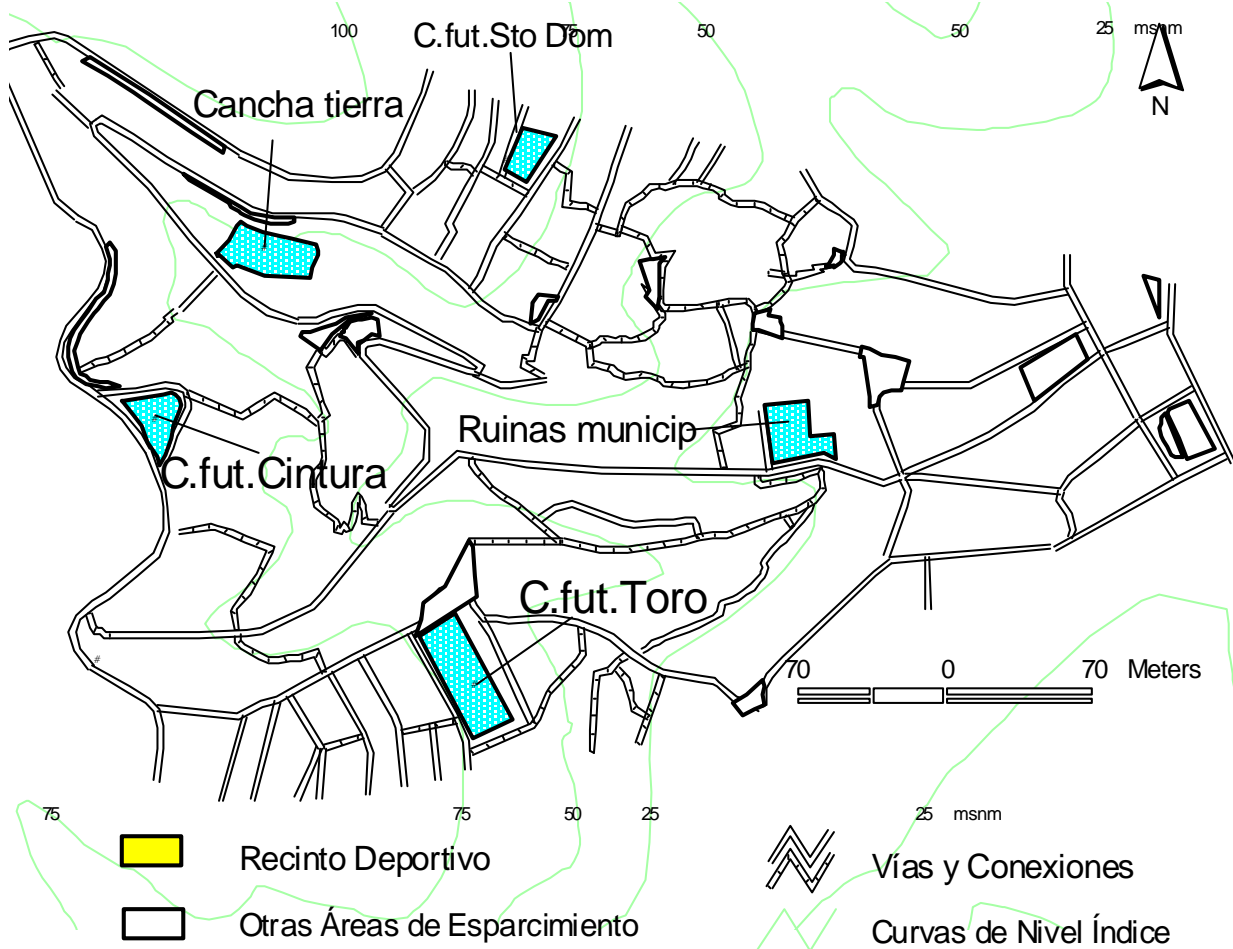 100
75
50
50
25 msnm
C.fut.Sto Dom
Cancha tierra
N
Ruinas municip
C.fut.Cintura
C.fut.Toro
70 0 70 Meters
75
75
50
25
25 msnm
Recinto Deportivo
Vías y Conexiones
Otras Áreas de Esparcimiento
Curvas de Nivel Índice